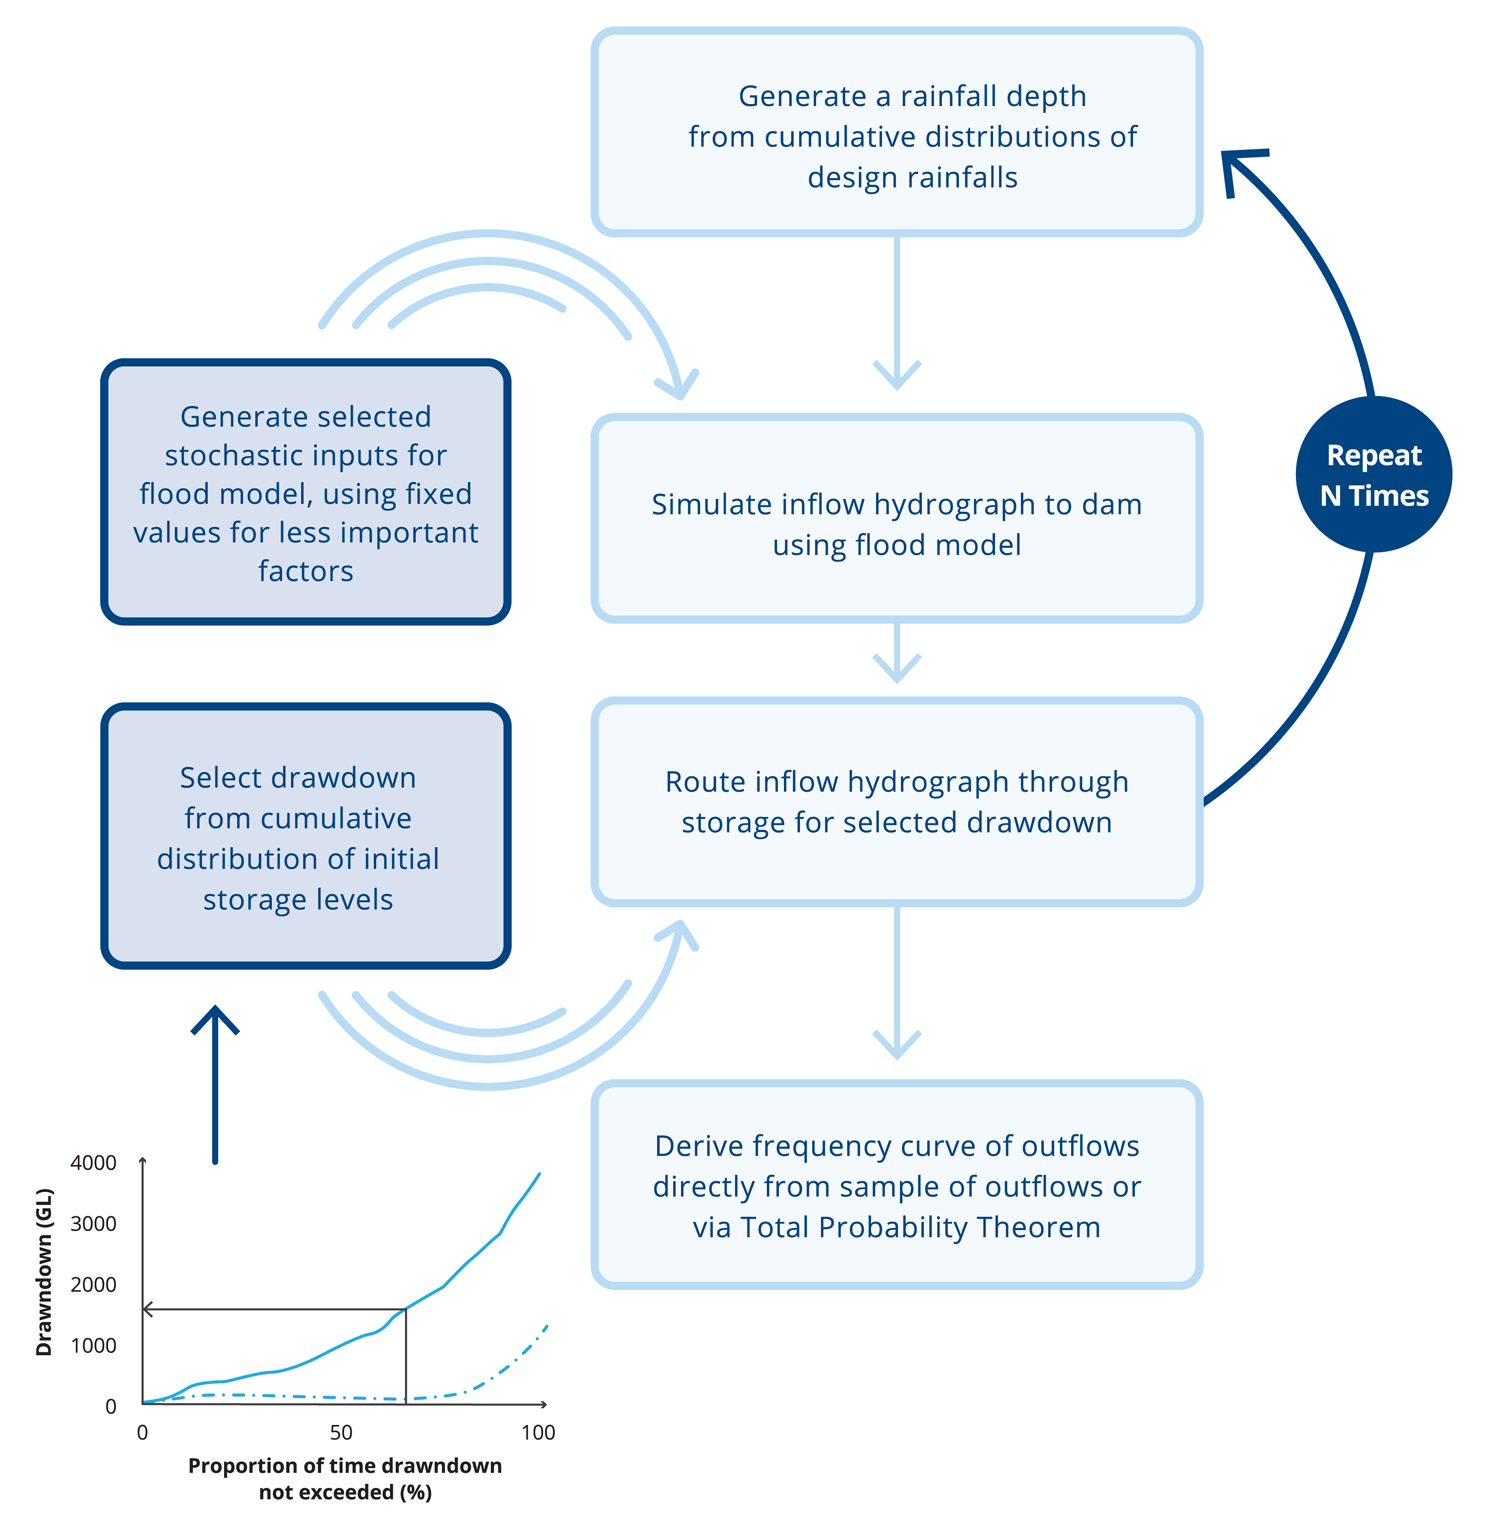 Generate a rainfall depth
from cumulative distributions of
design rainfalls
Generate selected
stochastic inputs for
flood model, using fixed
values for less important
factors
Simulate inflow hydrograph to dam
using flood model
Repeat
N Times
Select drawdown
from cumulative
distribution of initial
storage levels
Route inflow hydrograph through
storage for selected drawdown
Derive frequency curve of outflows
directly from sample of outflows or
via Total Probability Theorem
Drawndown (GL)
4000
3000
2000
1000
0
0
50
100
Proportion of time drawndown
not exceeded (%)